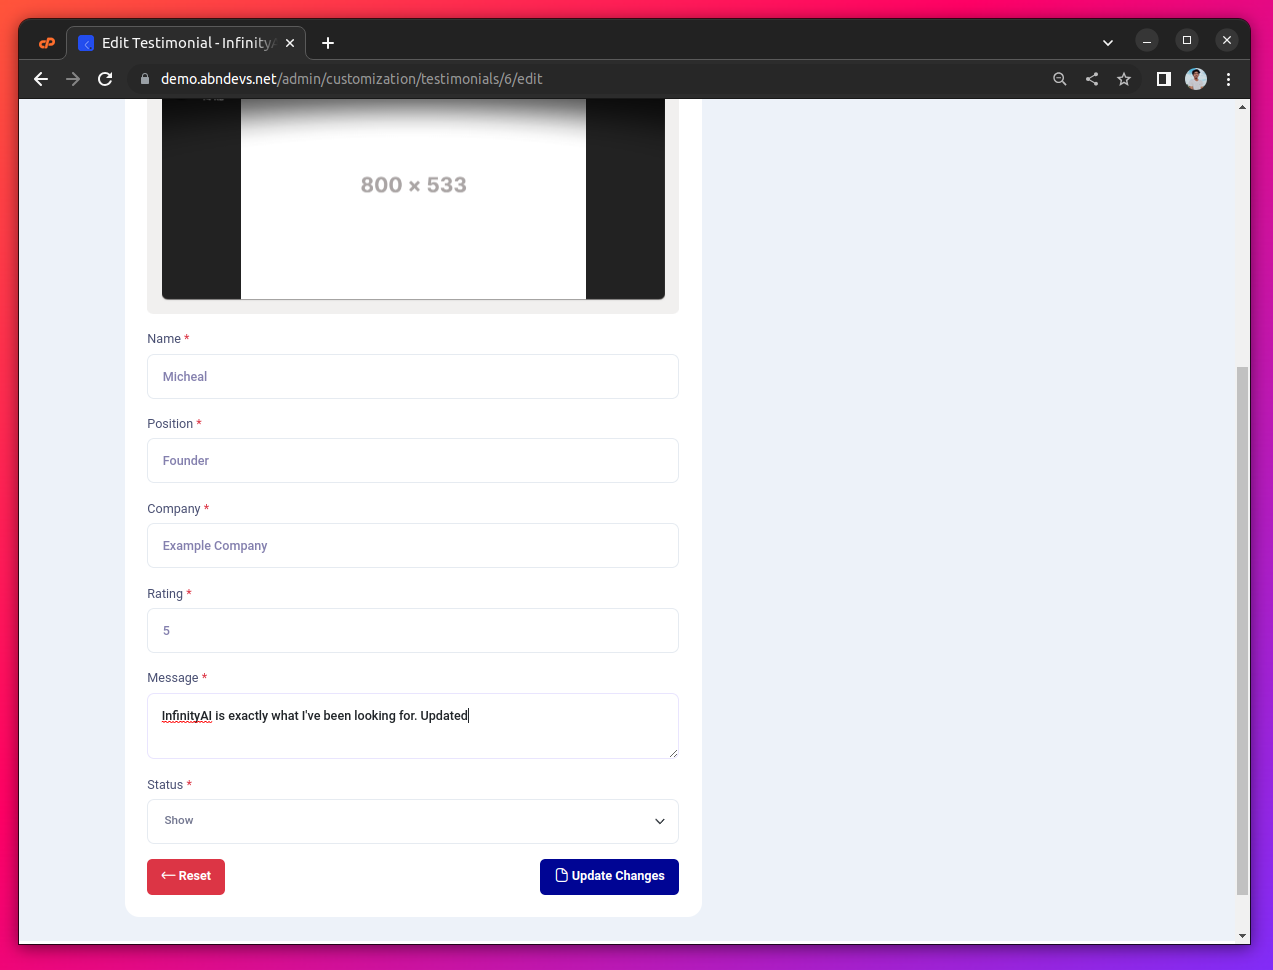 Edit Testimonial - InfinityA
demo.abndevs.net/admin/customization/testimonials/6/edit
800 × 533
Name *
Micheal
Position *
Founder
Company *
Example Company
Rating *
5
Message *
InfinityAI is exactly what I've been looking for. Updated
Status *
Show
Reset
Update Changes